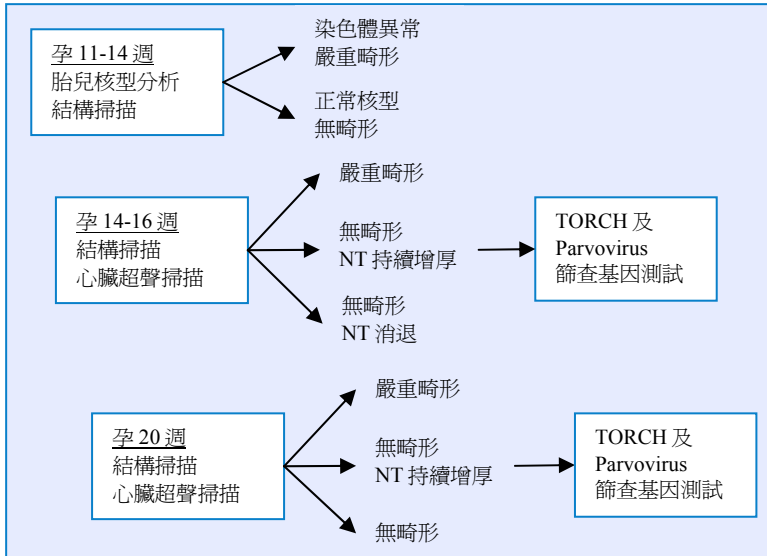 孕 11-14 週
胎兒核型分析
結構掃描
染色體異常
嚴重畸形
正常核型
無畸形
孕 14-16 週
結構掃描
心臟超聲掃描
嚴重畸形
無畸形
NT 持續增厚
無畸形
NT 消退
TORCH 及
Parvovirus
篩查基因測試
孕 20 週
結構掃描
心臟超聲掃描
嚴重畸形
無畸形
NT 持續增厚
無畸形
TORCH 及
Parvovirus
篩查基因測試